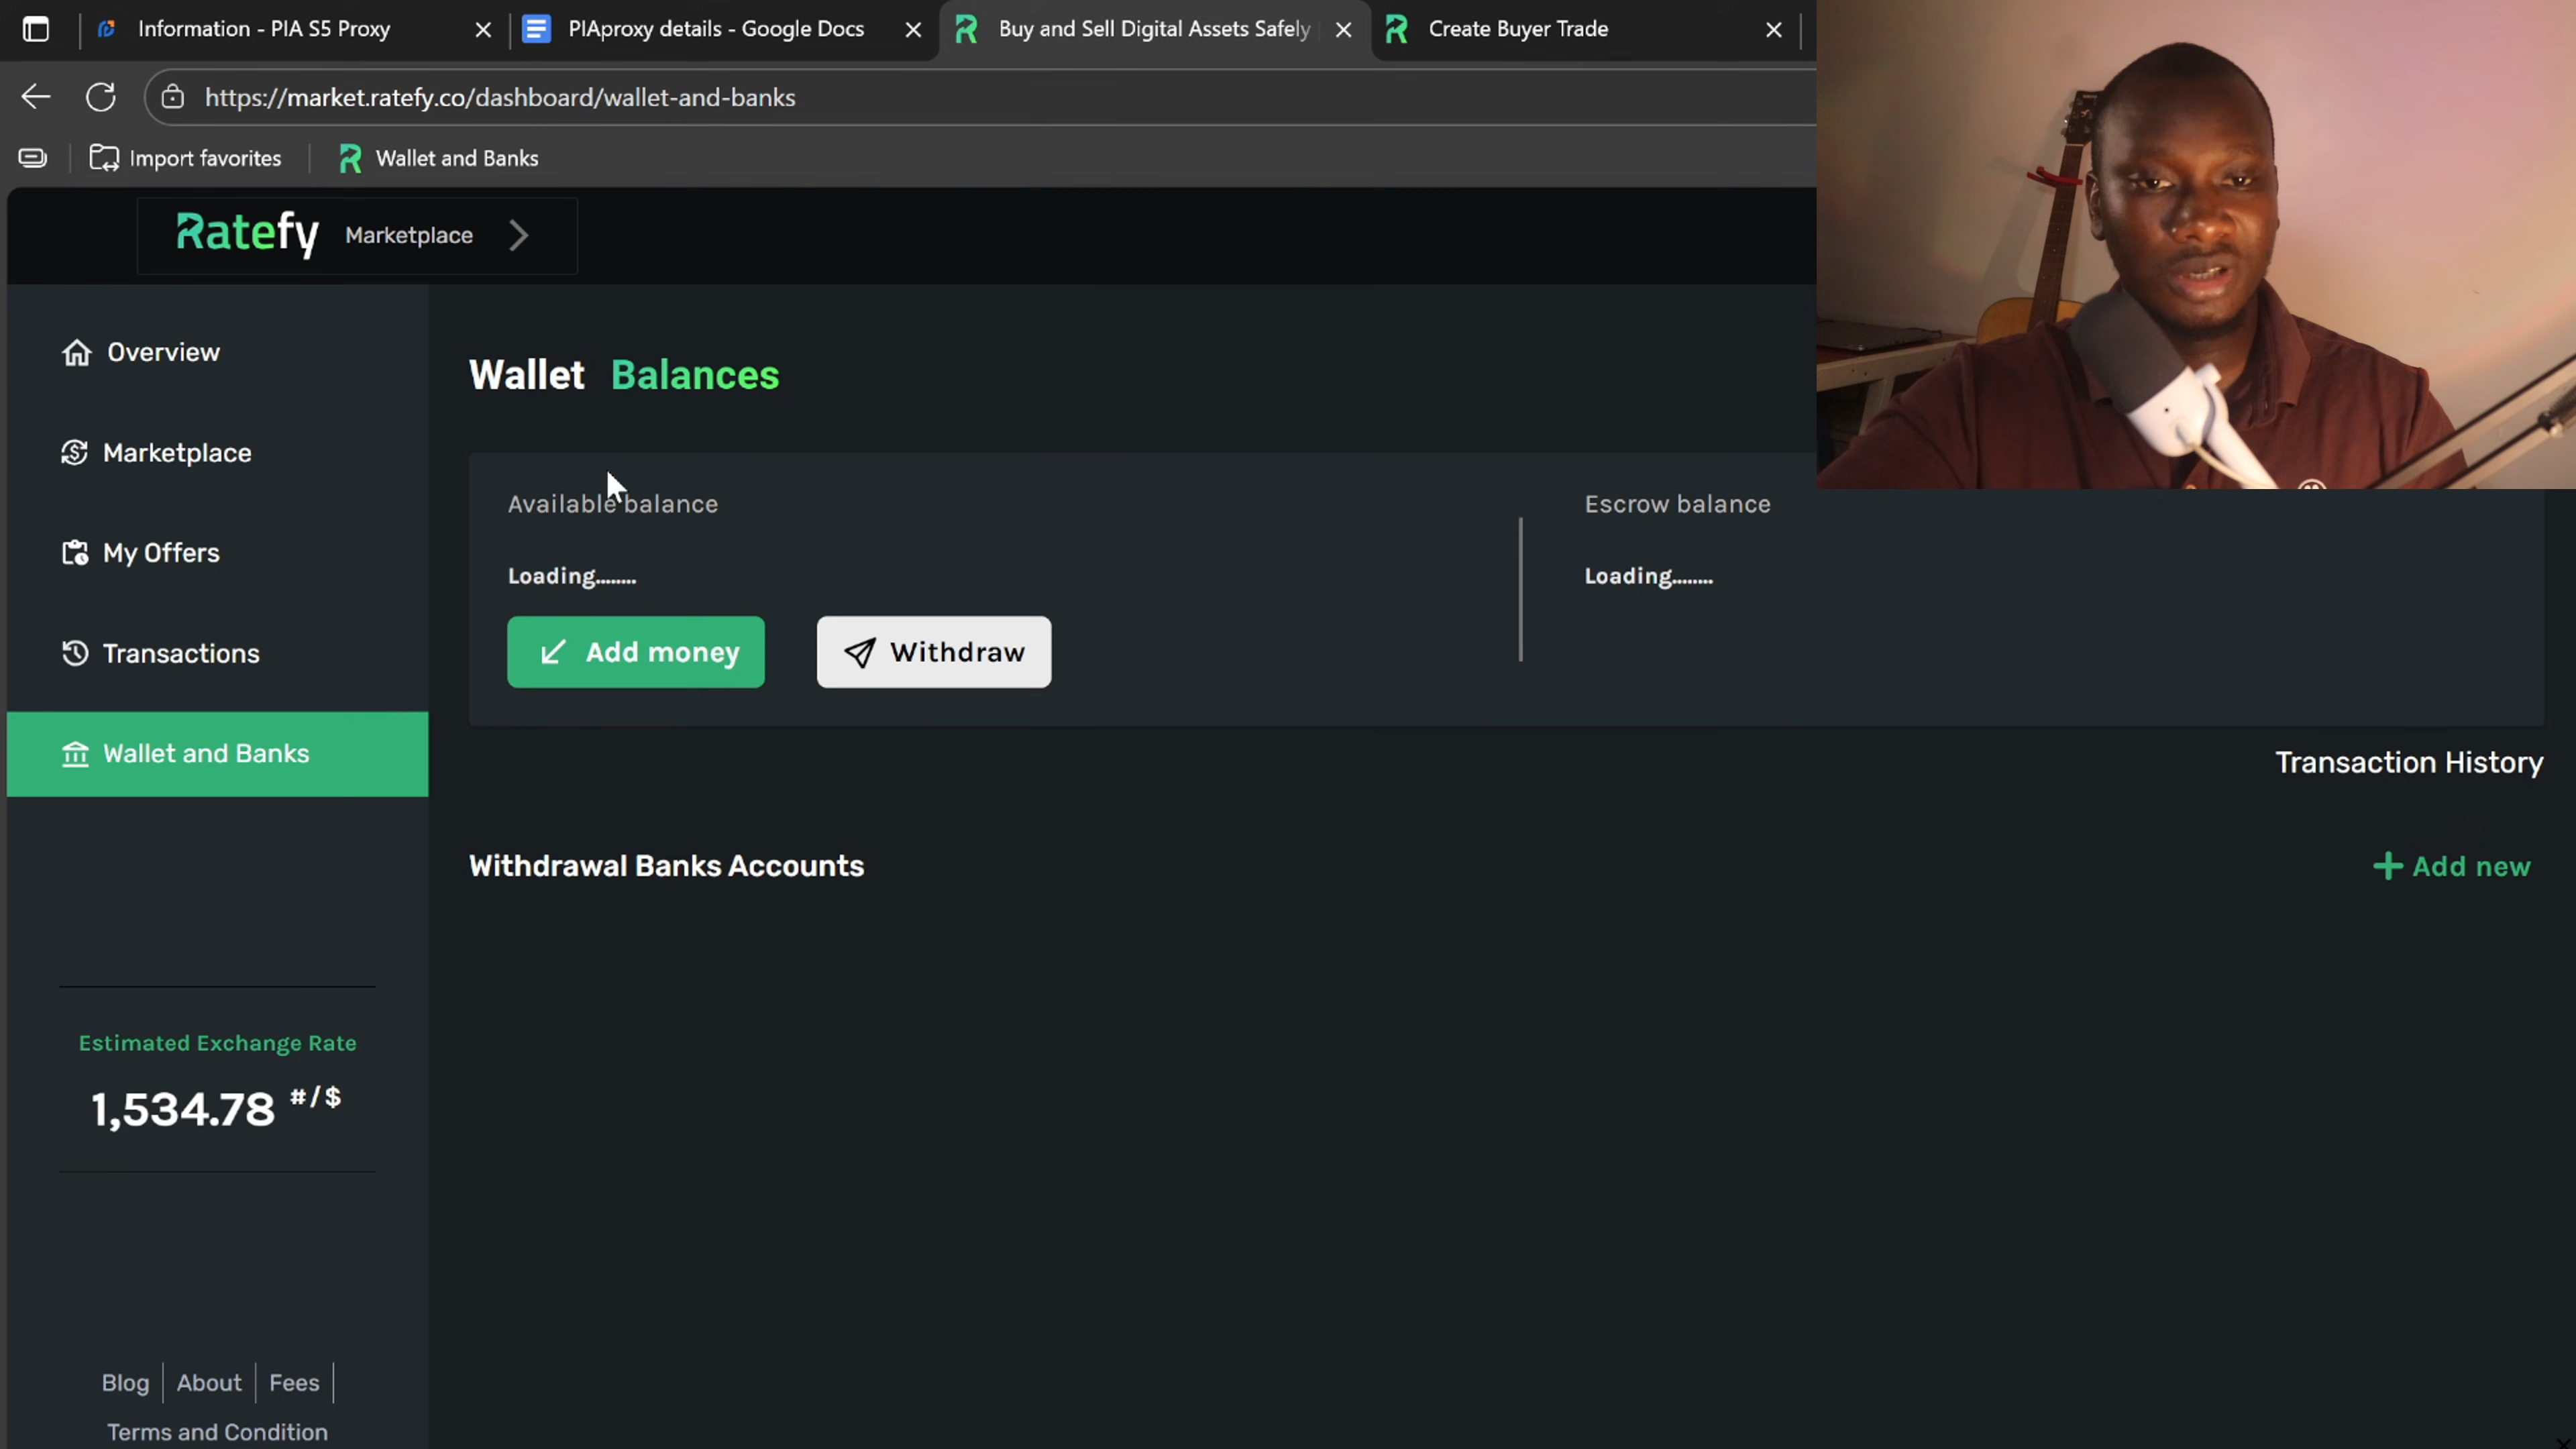 Information - PIA S5 Proxy
PIAproxy details - Google Docs
Buy and Sell Digital Assets Safely
Create Buyer Trade
https://market.ratefy.co/dashboard/wallet-and-banks
Import favorites
Wallet and Banks
Ratefy Marketplace
Overview
Marketplace
My Offers
Transactions
Wallet and Banks
Estimated Exchange Rate
1,534.78 #/$
Blog About Fees
Terms and Condition
Wallet Balances
Available balance
Loading........
Add money Withdraw
Escrow balance
Loading........
Transaction History
Withdrawal Banks Accounts
Add new